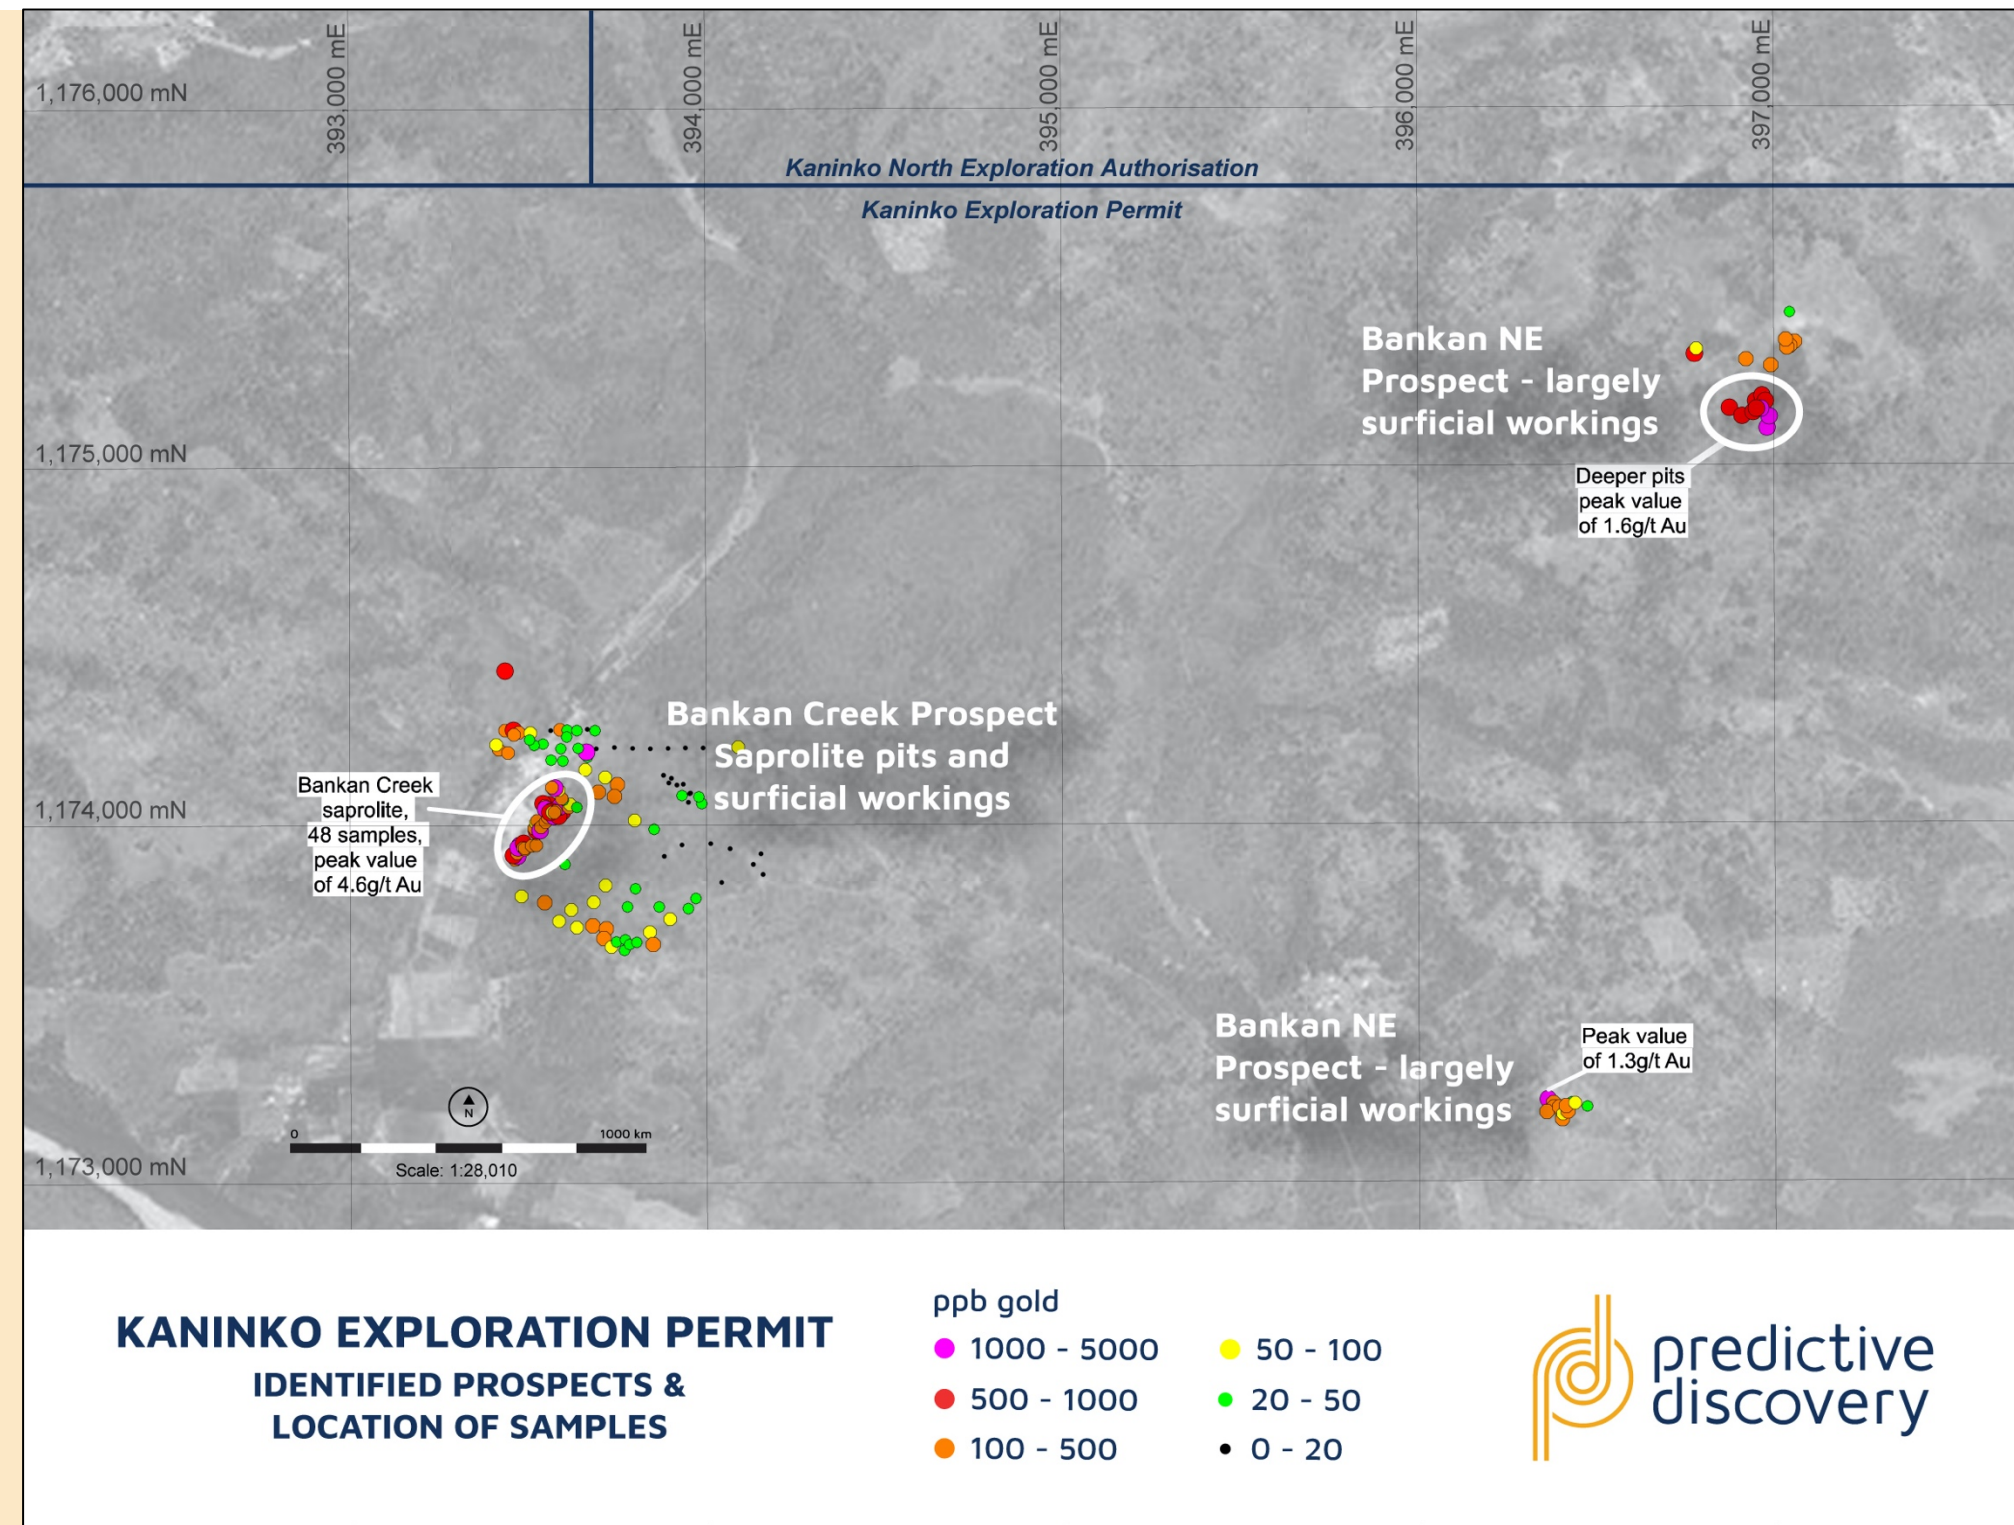 393,000 mE
394,000 mE
395,000 mE
396,000 mE
397,000 mE
1,176,000 mN
Kaninko North Exploration Authorisation
Kaninko Exploration Permit
Bankan NE
Prospect - largely
surficial workings
1,175,000 mN
Deeper pits
peak value
of 1.6g/t Au
Bankan Creek Prospect
Saprolite pits and
surficial workings
Bankan Creek
saprolite,
48 samples,
peak value
of 4.6g/t Au
1,174,000 mN
Bankan NE
Prospect - largely
surficial workings
Peak value
of 1.3g/t Au
N
0 1000 km
Scale: 1:28,010
1,173,000 mN
KANINKO EXPLORATION PERMIT
IDENTIFIED PROSPECTS &
LOCATION OF SAMPLES
ppb gold
1000 - 5000
500 - 1000
100 - 500
50 - 100
20 - 50
0 - 20
predictive
discovery